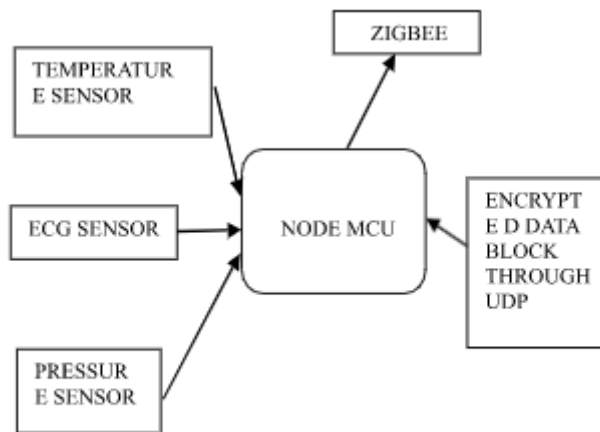 ZIGBEE
TEMPERATUR
E SENSOR
ECG SENSOR
NODE MCU
ENCRYPT
E D DATA
BLOCK
THROUGH
UDP
PRESSUR
E SENSOR